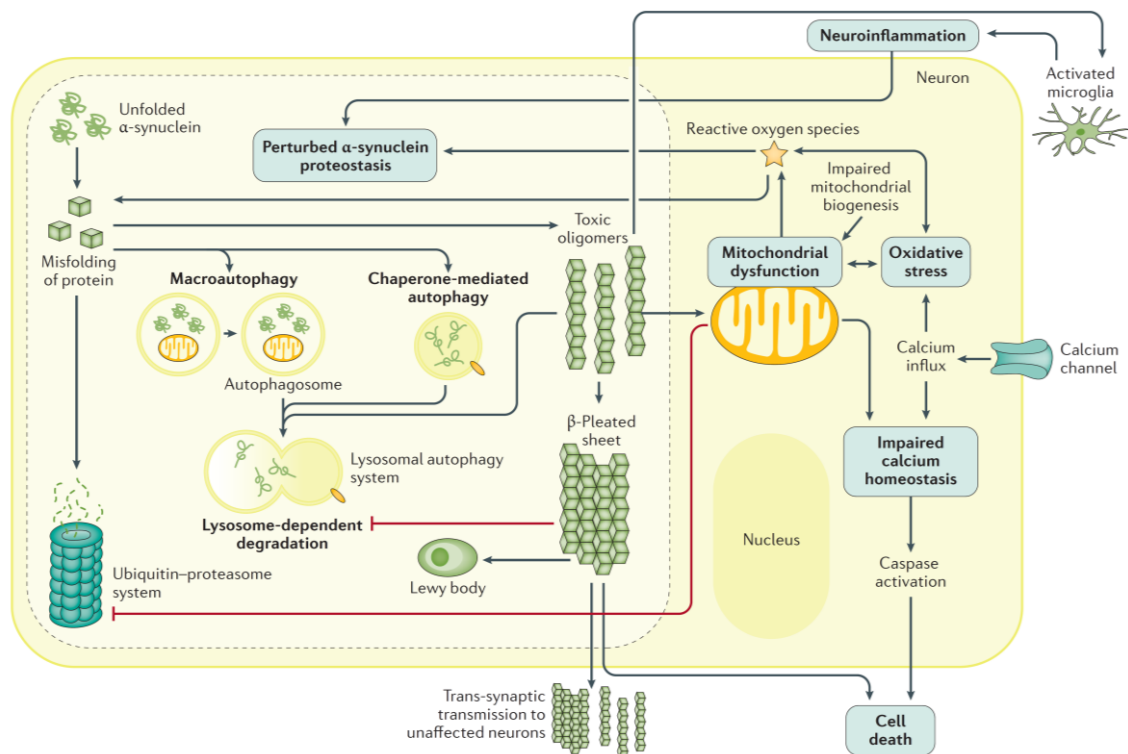 Neuroinflammation
Neuron
Activated
microglia
Unfolded
α-synuclein
Perturbed α-synuclein
proteostasis
Reactive oxygen species
Impaired
mitochondrial
biogenesis
Toxic
oligomers
Misfolding
of protein
Macroautophagy
Chaperone-mediated
autophagy
Mitochondrial
dysfunction
Oxidative
stress
Autophagosome
Calcium
influx
Calcium
channel
β-Pleated
sheet
Lysosomal autophagy
system
Impaired
calcium
homeostasis
Lysosome-dependent
degradation
Nucleus
Ubiquitin–proteasome
system
Lewy body
Caspase
activation
Trans-synaptic
transmission to
unaffected neurons
Cell
death